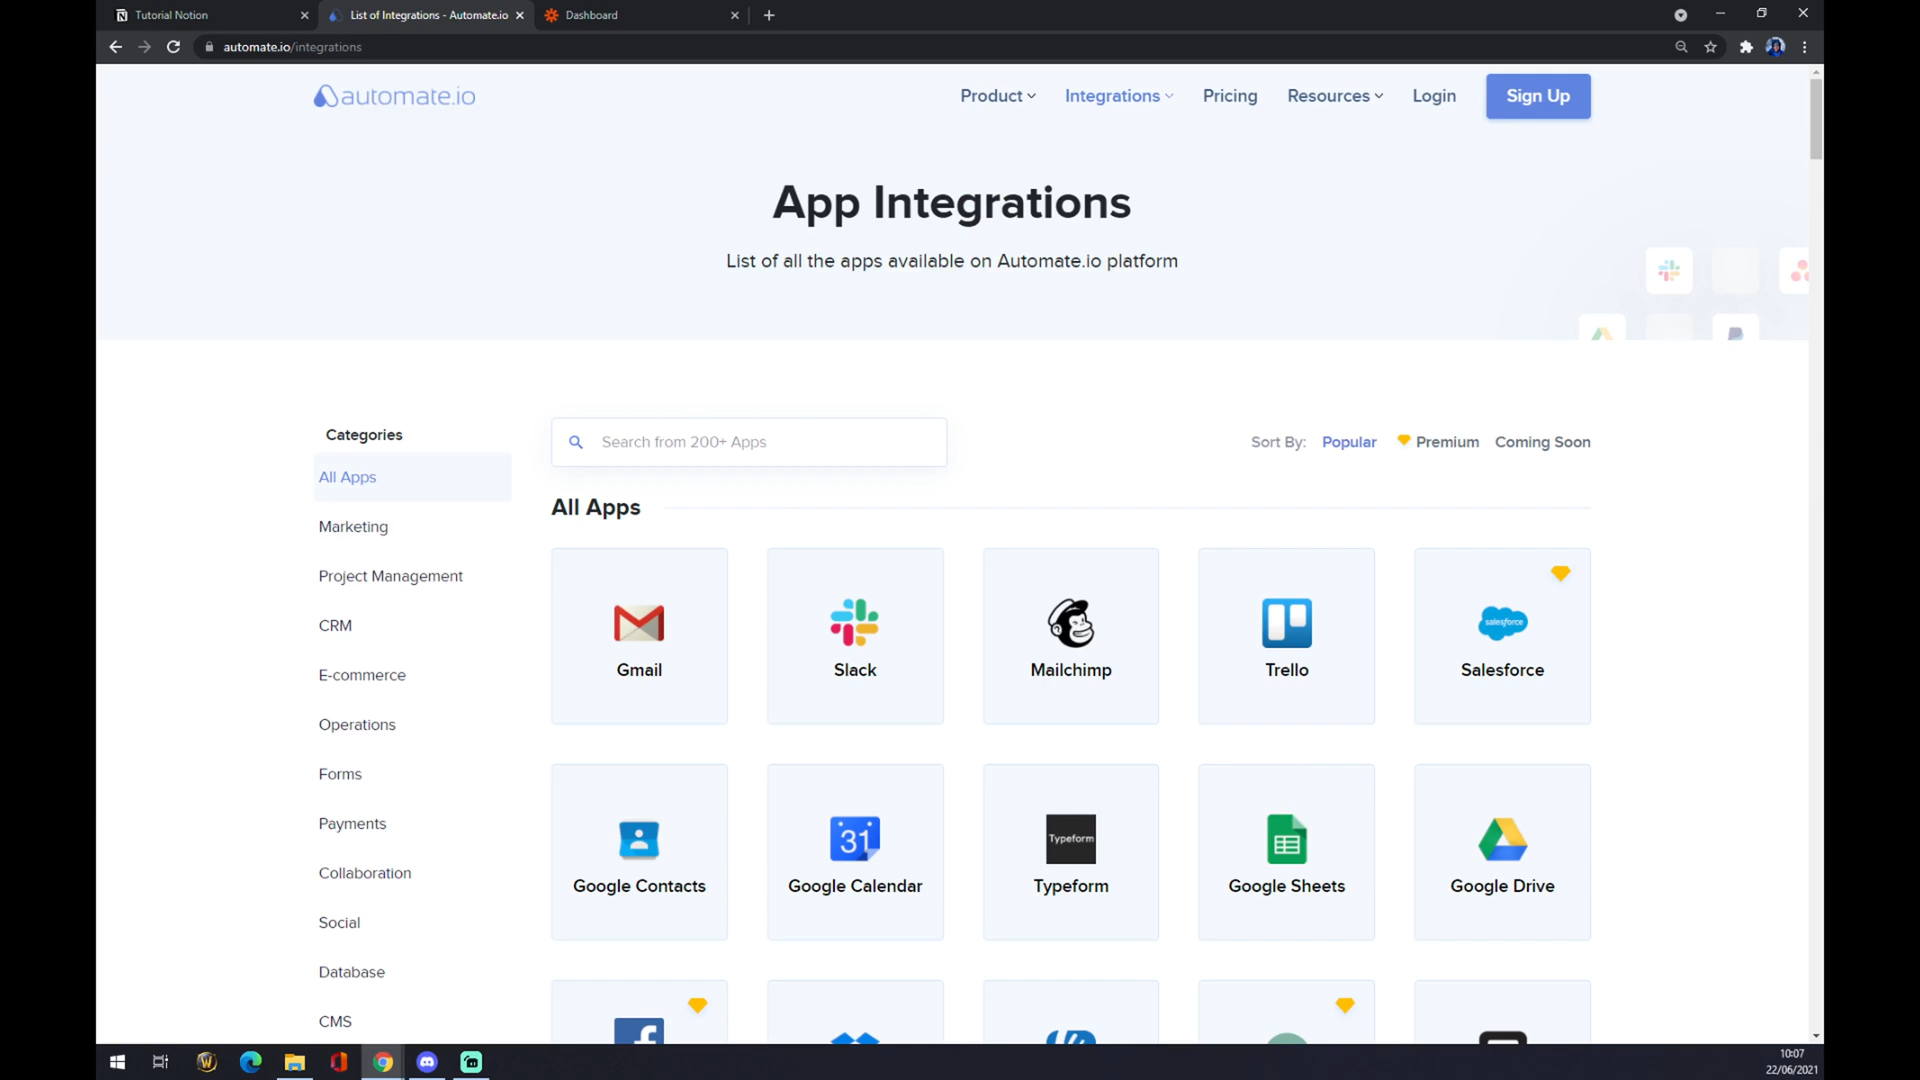 Tutorial Notion
List of Integrations - Automate.io
Dashboard
automate.io/integrations
automate.io
Product
Integrations
Pricing
Resources
Login
Sign Up
App Integrations
List of all the apps available on Automate.io platform
Categories
All Apps
Marketing
Project Management
CRM
E-commerce
Operations
Forms
Payments
Collaboration
Social
Database
CMS
Search from 200+ Apps
Sort By:
Popular
Premium
Coming Soon
All Apps
Gmail
Slack
Mailchimp
Trello
salesforce
Salesforce
Google Contacts
31
Google Calendar
Typeform
Typeform
Google Sheets
Google Drive
10:07
22/06/2021